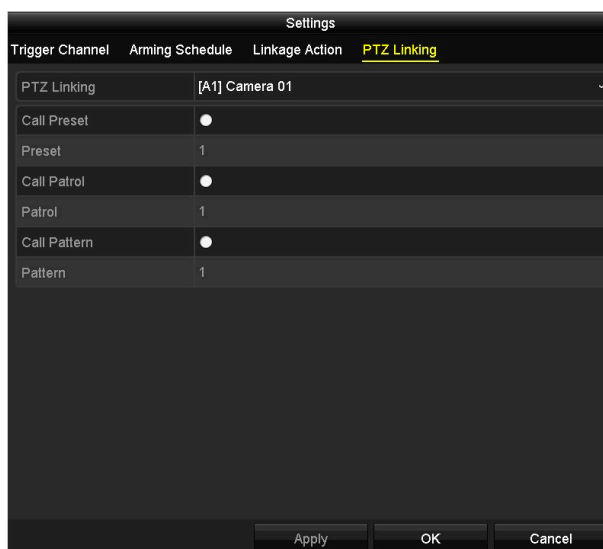 Settings
Trigger Channel Arming Schedule Linkage Action PTZ Linking
PTZ Linking [A1] Camera 01
Call Preset
Preset 1
Call Patrol
Patrol 1
Call Pattern
Pattern 1
Apply OK Cancel